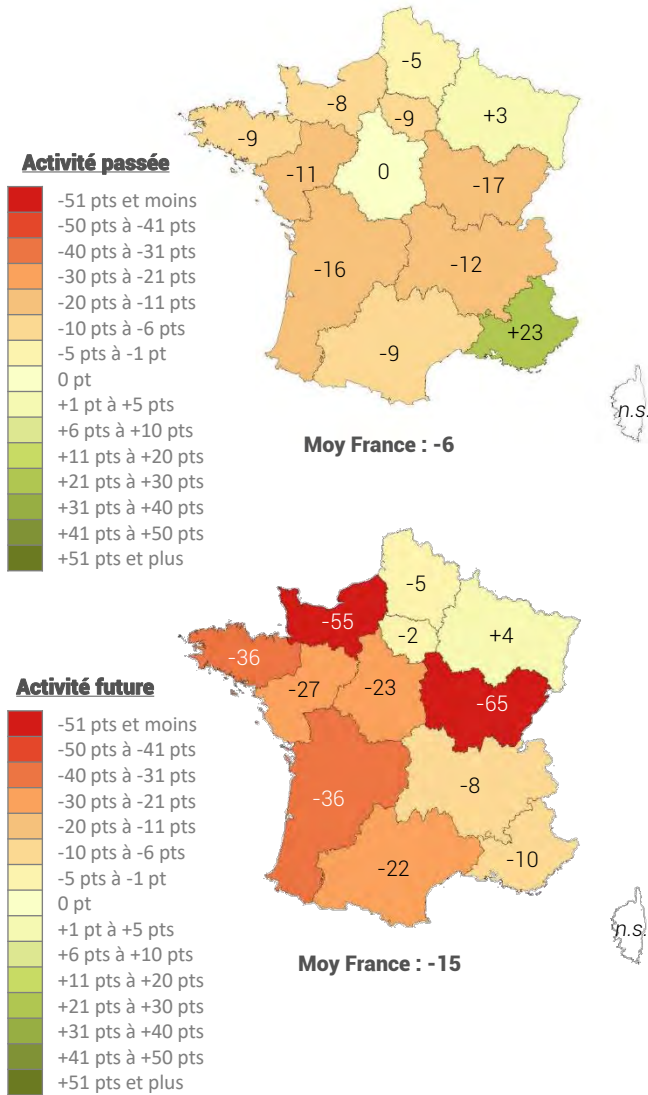 -5
-8
-9
+3
-9
Activité passée
-11
0
-17
-51 pts et moins
-50 pts à -41 pts
-40 pts à -31 pts
-30 pts à -21 pts
-20 pts à -11 pts
-10 pts à -6 pts
-5 pts à -1 pt
0 pt
+1 pt à +5 pts
+6 pts à +10 pts
+11 pts à +20 pts
+21 pts à +30 pts
+31 pts à +40 pts
+41 pts à +50 pts
+51 pts et plus
-16
-12
+23
-9
n.s.
Moy France : -6
-5
-55
-2
+4
-36
Activité future
-27
-23
-65
-51 pts et moins
-50 pts à -41 pts
-40 pts à -31 pts
-30 pts à -21 pts
-20 pts à -11 pts
-10 pts à -6 pts
-5 pts à -1 pt
0 pt
+1 pt à +5 pts
+6 pts à +10 pts
+11 pts à +20 pts
+21 pts à +30 pts
+31 pts à +40 pts
+41 pts à +50 pts
+51 pts et plus
-36
-8
-10
-22
n.s.
Moy France : -15